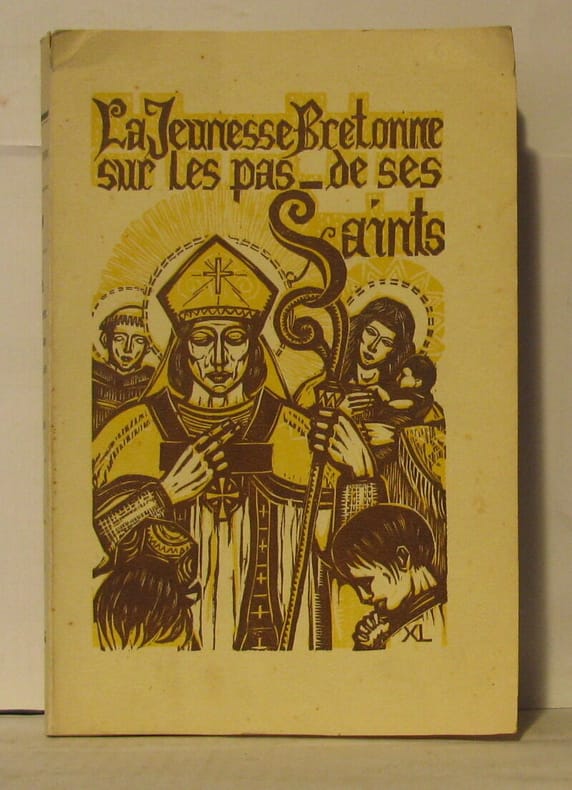 La Jeunesse Bretonne
sur les pas de ses
Saints
XL